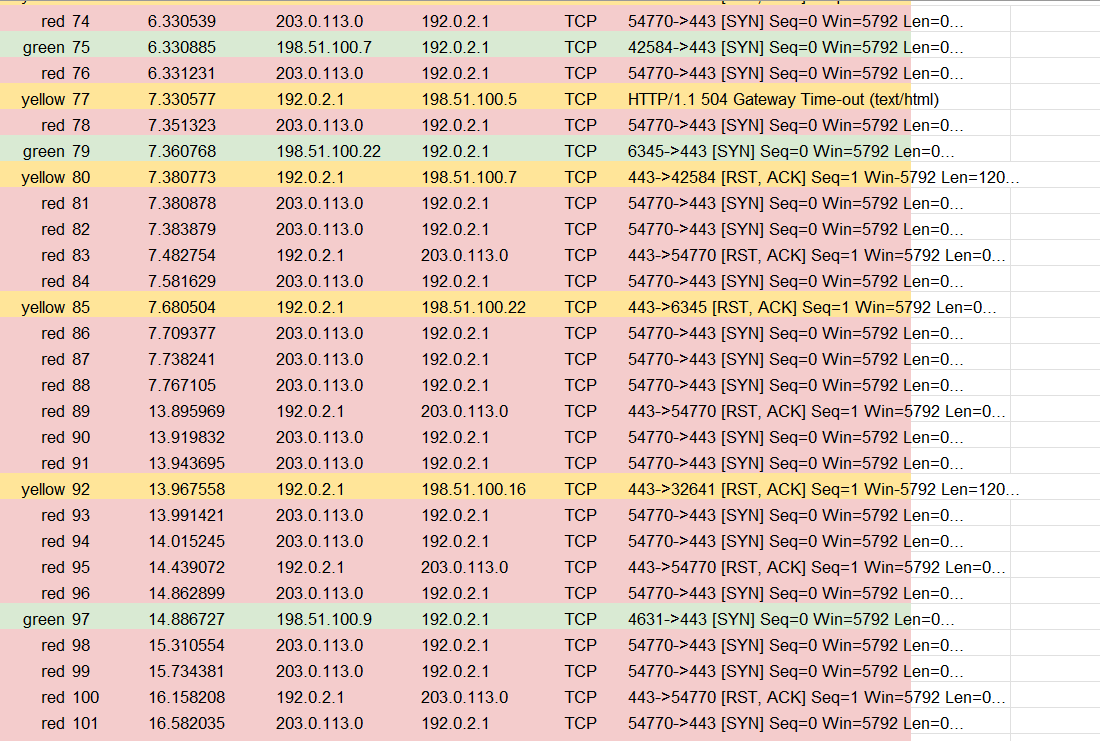 red 74 6.330539 203.0.113.0 192.0.2.1 TCP 54770->443 [SYN] Seq=0 Win=5792 Len=0...
green 75 6.330885 198.51.100.7 192.0.2.1 TCP 42584->443 [SYN] Seq=0 Win=5792 Len=0...
red 76 6.331231 203.0.113.0 192.0.2.1 TCP 54770->443 [SYN] Seq=0 Win=5792 Len=0...
yellow 77 7.330577 192.0.2.1 198.51.100.5 TCP HTTP/1.1 504 Gateway Time-out (text/html)
red 78 7.351323 203.0.113.0 192.0.2.1 TCP 54770->443 [SYN] Seq=0 Win=5792 Len=0...
green 79 7.360768 198.51.100.22 192.0.2.1 TCP 6345->443 [SYN] Seq=0 Win=5792 Len=0...
yellow 80 7.380773 192.0.2.1 198.51.100.7 TCP 443->42584 [RST, ACK] Seq=1 Win-5792 Len=120...
red 81 7.380878 203.0.113.0 192.0.2.1 TCP 54770->443 [SYN] Seq=0 Win=5792 Len=0...
red 82 7.383879 203.0.113.0 192.0.2.1 TCP 54770->443 [SYN] Seq=0 Win=5792 Len=0...
red 83 7.482754 192.0.2.1 203.0.113.0 TCP 443->54770 [RST, ACK] Seq=1 Win=5792 Len=0...
red 84 7.581629 203.0.113.0 192.0.2.1 TCP 54770->443 [SYN] Seq=0 Win=5792 Len=0...
yellow 85 7.680504 192.0.2.1 198.51.100.22 TCP 443->6345 [RST, ACK] Seq=1 Win=5792 Len=0...
red 86 7.709377 203.0.113.0 192.0.2.1 TCP 54770->443 [SYN] Seq=0 Win=5792 Len=0...
red 87 7.738241 203.0.113.0 192.0.2.1 TCP 54770->443 [SYN] Seq=0 Win=5792 Len=0...
red 88 7.767105 203.0.113.0 192.0.2.1 TCP 54770->443 [SYN] Seq=0 Win=5792 Len=0...
red 89 13.895969 192.0.2.1 203.0.113.0 TCP 443->54770 [RST, ACK] Seq=1 Win=5792 Len=0...
red 90 13.919832 203.0.113.0 192.0.2.1 TCP 54770->443 [SYN] Seq=0 Win=5792 Len=0...
red 91 13.943695 203.0.113.0 192.0.2.1 TCP 54770->443 [SYN] Seq=0 Win=5792 Len=0...
yellow 92 13.967558 192.0.2.1 198.51.100.16 TCP 443->32641 [RST, ACK] Seq=1 Win-5792 Len=120...
red 93 13.991421 203.0.113.0 192.0.2.1 TCP 54770->443 [SYN] Seq=0 Win=5792 Len=0...
red 94 14.015245 203.0.113.0 192.0.2.1 TCP 54770->443 [SYN] Seq=0 Win=5792 Len=0...
red 95 14.439072 192.0.2.1 203.0.113.0 TCP 443->54770 [RST, ACK] Seq=1 Win=5792 Len=0...
red 96 14.862899 203.0.113.0 192.0.2.1 TCP 54770->443 [SYN] Seq=0 Win=5792 Len=0...
green 97 14.886727 198.51.100.9 192.0.2.1 TCP 4631->443 [SYN] Seq=0 Win=5792 Len=0...
red 98 15.310554 203.0.113.0 192.0.2.1 TCP 54770->443 [SYN] Seq=0 Win=5792 Len=0...
red 99 15.734381 203.0.113.0 192.0.2.1 TCP 54770->443 [SYN] Seq=0 Win=5792 Len=0...
red 100 16.158208 192.0.2.1 203.0.113.0 TCP 443->54770 [RST, ACK] Seq=1 Win=5792 Len=0...
red 101 16.582035 203.0.113.0 192.0.2.1 TCP 54770->443 [SYN] Seq=0 Win=5792 Len=0...